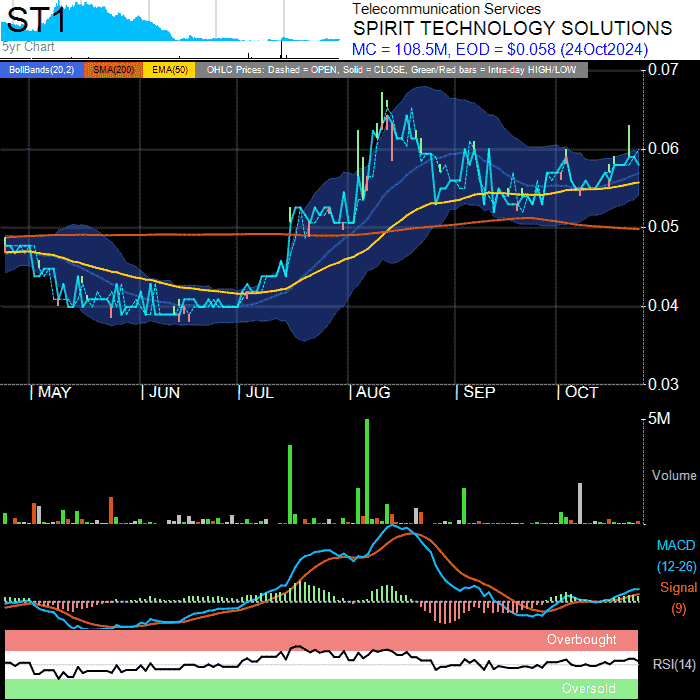 ST1
5yr Chart
Telecommunication Services
SPIRIT TECHNOLOGY SOLUTIONS
MC = 108.5M, EOD = $0.058 (24Oct2024)
BollBands(20,2) SMA(200) EMA(50) OHLC Prices: Dashed = OPEN, Solid = CLOSE, Green/Red bars = Intra-day HIGH/LOW
0.07
0.06
0.05
0.04
0.03
MAY JUN JUL AUG SEP OCT
5M
Volume
MACD
(12-26)
Signal
(9)
Overbought
RSI(14)
Oversold